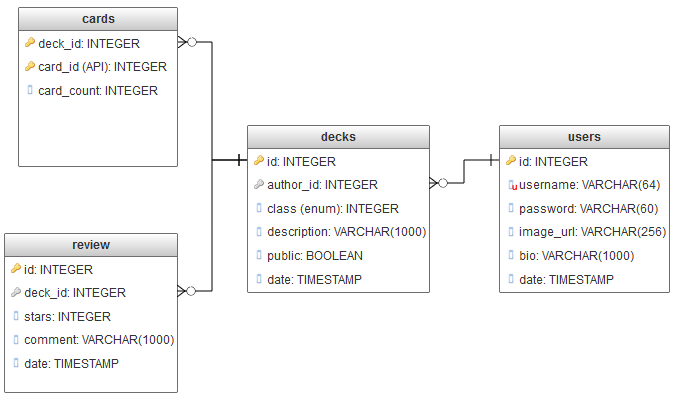 cards
deck_id: INTEGER
card_id (API): INTEGER
card_count: INTEGER
decks
id: INTEGER
author_id: INTEGER
class (enum): INTEGER
description: VARCHAR(1000)
public: BOOLEAN
date: TIMESTAMP
users
id: INTEGER
username: VARCHAR(64)
password: VARCHAR(60)
image_url: VARCHAR(256)
bio: VARCHAR(1000)
date: TIMESTAMP
review
id: INTEGER
deck_id: INTEGER
stars: INTEGER
comment: VARCHAR(1000)
date: TIMESTAMP